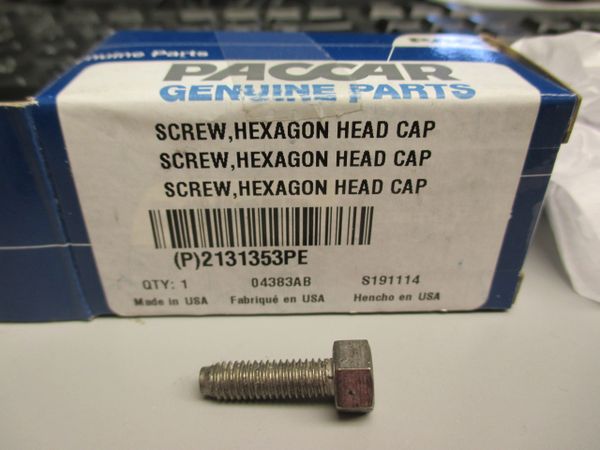 Genuine Parts
PACCAR
GENUINE PARTS
SCREW,HEXAGON HEAD CAP
SCREW,HEXAGON HEAD CAP
SCREW,HEXAGON HEAD CAP
(P)2131353PE
QTY: 1 04383AB S191114
Made in USA Fabriqué en USA Hencho en USA